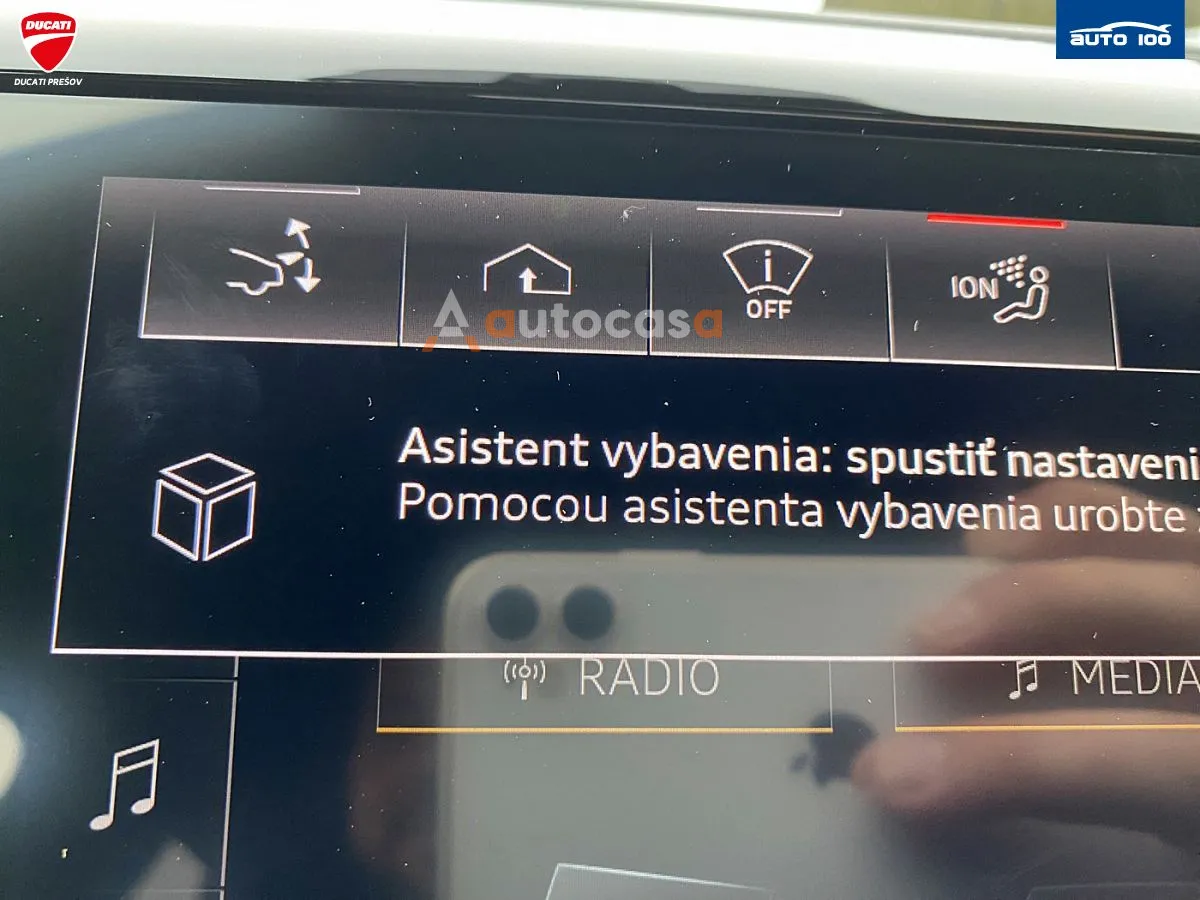 DUCATI
DUCATI PREŠOV
AUTO 100
i
OFF
ION
autocasa
Asistent vybavenia: spustiť nastaveni
Pomocou asistenta vybavenia urobte
RADIO
MEDIA